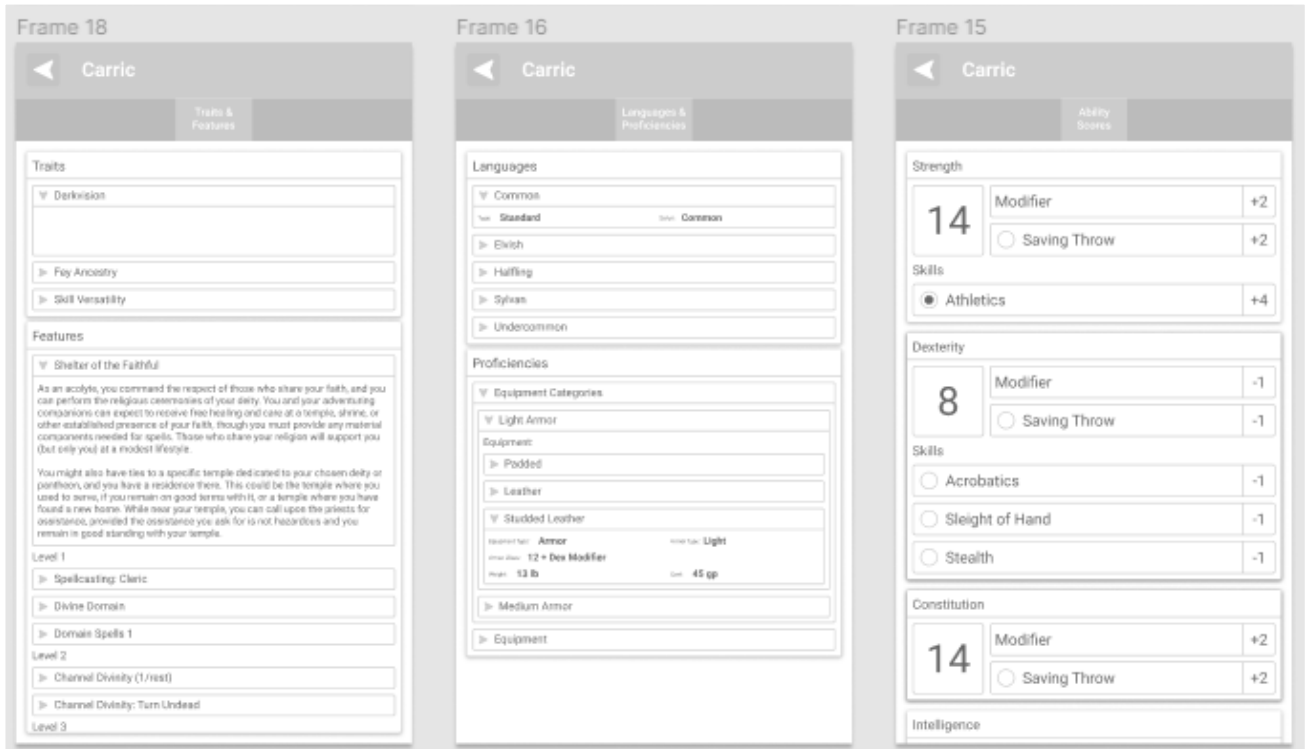 Frame 18
Carric
Traits &
Features
Traits
Darkvision
Fey Ancestry
Skill Versatility
Features
Shelter of the Faithful
As an acolyte, you command the respect of those who share your faith, and you
can perform the religious ceremonies of your deity. You and your adventuring
companions can expect to receive free healing and care at a temple, shrine, or
other established presence of your faith, though you must provide any material
components needed for spells. Those who share your religion will support you
(but only you) at a modest lifestyle.
You might also have ties to a specific temple dedicated to your chosen deity or
pantheon, and you have a residence there. This could be the temple where you
used to serve, if you remain on good terms with it, or a temple where you have
found a new home. While near your temple, you can call upon the priests for
assistance, provided the assistance you ask for is not hazardous and you
remain in good standing with your temple.
Level 1
Spellcasting: Cleric
Divine Domain
Domain Spells 1
Level 2
Channel Divinity (1/rest)
Channel Divinity: Turn Undead
Level 3
Frame 16
Carric
Languages &
Proficiencies
Languages
Common
Standard Common
Elvish
Halfling
Sylvan
Undercommon
Proficiencies
Equipment Categories
Light Armor
Equipment:
Padded
Leather
Studded Leather
Equipment Type: Armor Armor Type: Light
Armor Class: 12 + Dex Modifier
Weight: 13 lb Cost: 45 gp
Medium Armor
Equipment
Frame 15
Carric
Ability
Scores
Strength
14
Modifier +2
Saving Throw +2
Skills
Athletics +4
Dexterity
8
Modifier -1
Saving Throw -1
Skills
Acrobatics -1
Sleight of Hand -1
Stealth -1
Constitution
14
Modifier +2
Saving Throw +2
Intelligence